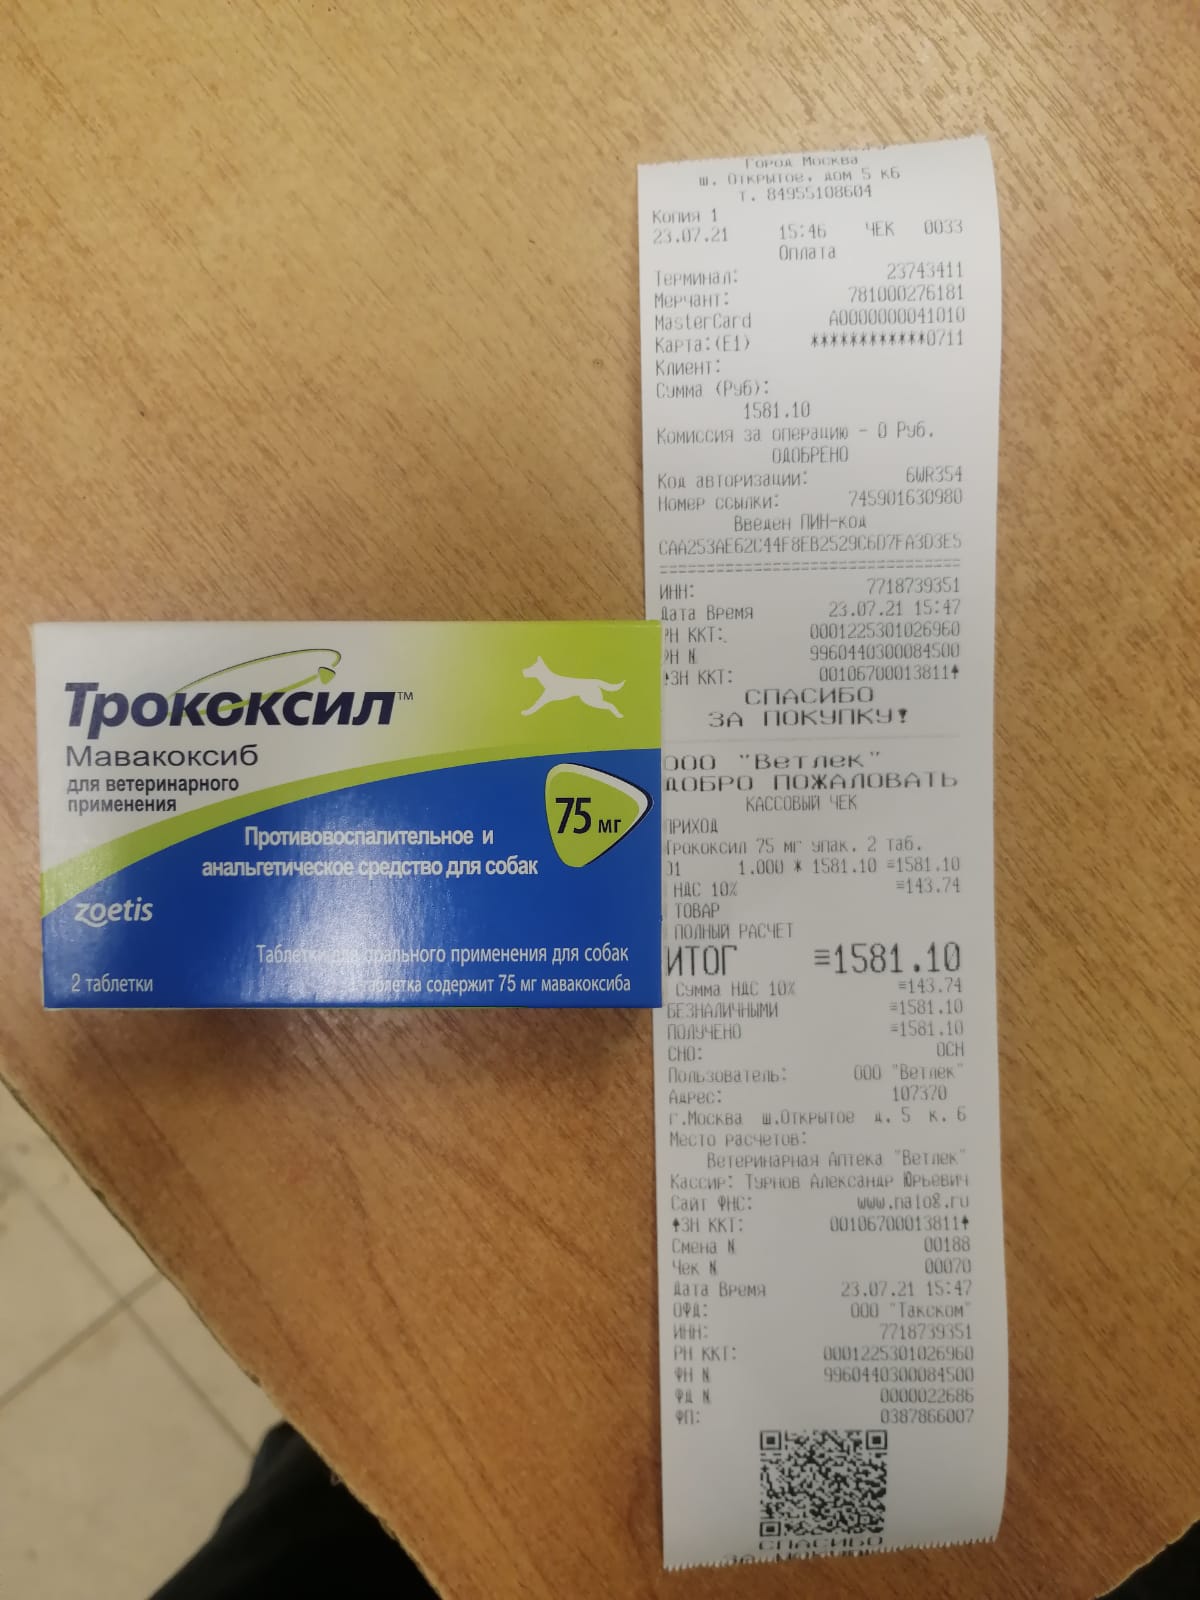 Трококсил™
Мавакоксиб
для ветеринарного
применения
75 мг
Противовоспалительное и
анальгетическое средство для собак
zoetis
Таблетки для орального применения для собак
2 таблетки
таблетка содержит 75 мг мавакоксиба
Город Москва
ш. Открытое, дом 5 к6
т. 84955108604
Копия 1
23.07.21 15:46 ЧЕК 0033
Оплата
Терминал: 23743411
Мерчант: 781000276181
MasterCard A0000000041010
Карта:(E1) ************0711
Клиент:
Сумма (Руб):
1581.10
Комиссия за операцию – 0 Руб.
ОДОБРЕНО
Код авторизации: 6WR354
Номер ссылки: 745901630980
Введен ПИН-код
CAA253AE62C44F8EB2529C6D7FA3D3E5
================================
ИНН: 7718739351
Дата Время 23.07.21 15:47
РН ККТ: 0001225301026960
ФН № 9960440300084500
ЗН ККТ: 00106700013811
СПАСИБО
ЗА ПОКУПКУ!
ООО "Ветлек"
ДОБРО ПОЖАЛОВАТЬ
КАССОВЫЙ ЧЕК
ПРИХОД
Трококсил 75 мг упак. 2 таб.
01 1.000 * 1581.10 ≡1581.10
НДС 10% ≡143.74
ТОВАР
ПОЛНЫЙ РАСЧЕТ
ИТОГ ≡1581.10
Сумма НДС 10% ≡143.74
БЕЗНАЛИЧНЫМИ ≡1581.10
ПОЛУЧЕНО ≡1581.10
СНО: ОСН
Пользователь: ООО "Ветлек"
Адрес: 107370
г.Москва ш.Открытое д. 5 к. 6
Место расчетов:
Ветеринарная Аптека "Ветлек"
Кассир: Турнов Александр Юрьевич
Сайт ФНС: www.nalog.ru
ЗН ККТ: 00106700013811
Смена № 00188
Чек № 00070
Дата Время 23.07.21 15:47
ОФД: ООО "Такском"
ИНН: 7718739351
РН ККТ: 0001225301026960
ФН № 9960440300084500
ФД № 0000022686
ФП: 0387866007
СПАСИБО
ЗА ПОКУПКУ